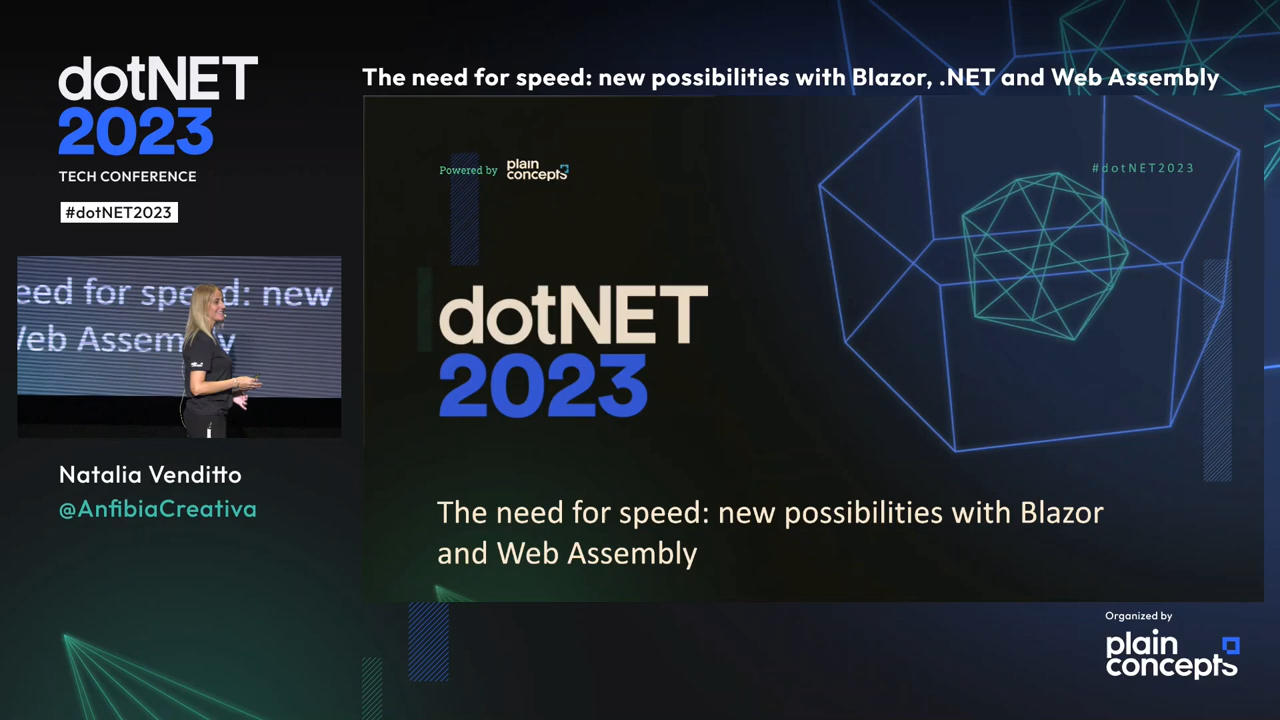 dotNET
2023
TECH CONFERENCE
#dotNET2023
eed for speed: new
Web Assembly
Natalia Venditto
@AnfibiaCreativa
The need for speed: new possibilities with Blazor, .NET and Web Assembly
Powered by plain concepts
#dotNET2023
dotNET
2023
The need for speed: new possibilities with Blazor
and Web Assembly
Organized by
plain
concepts